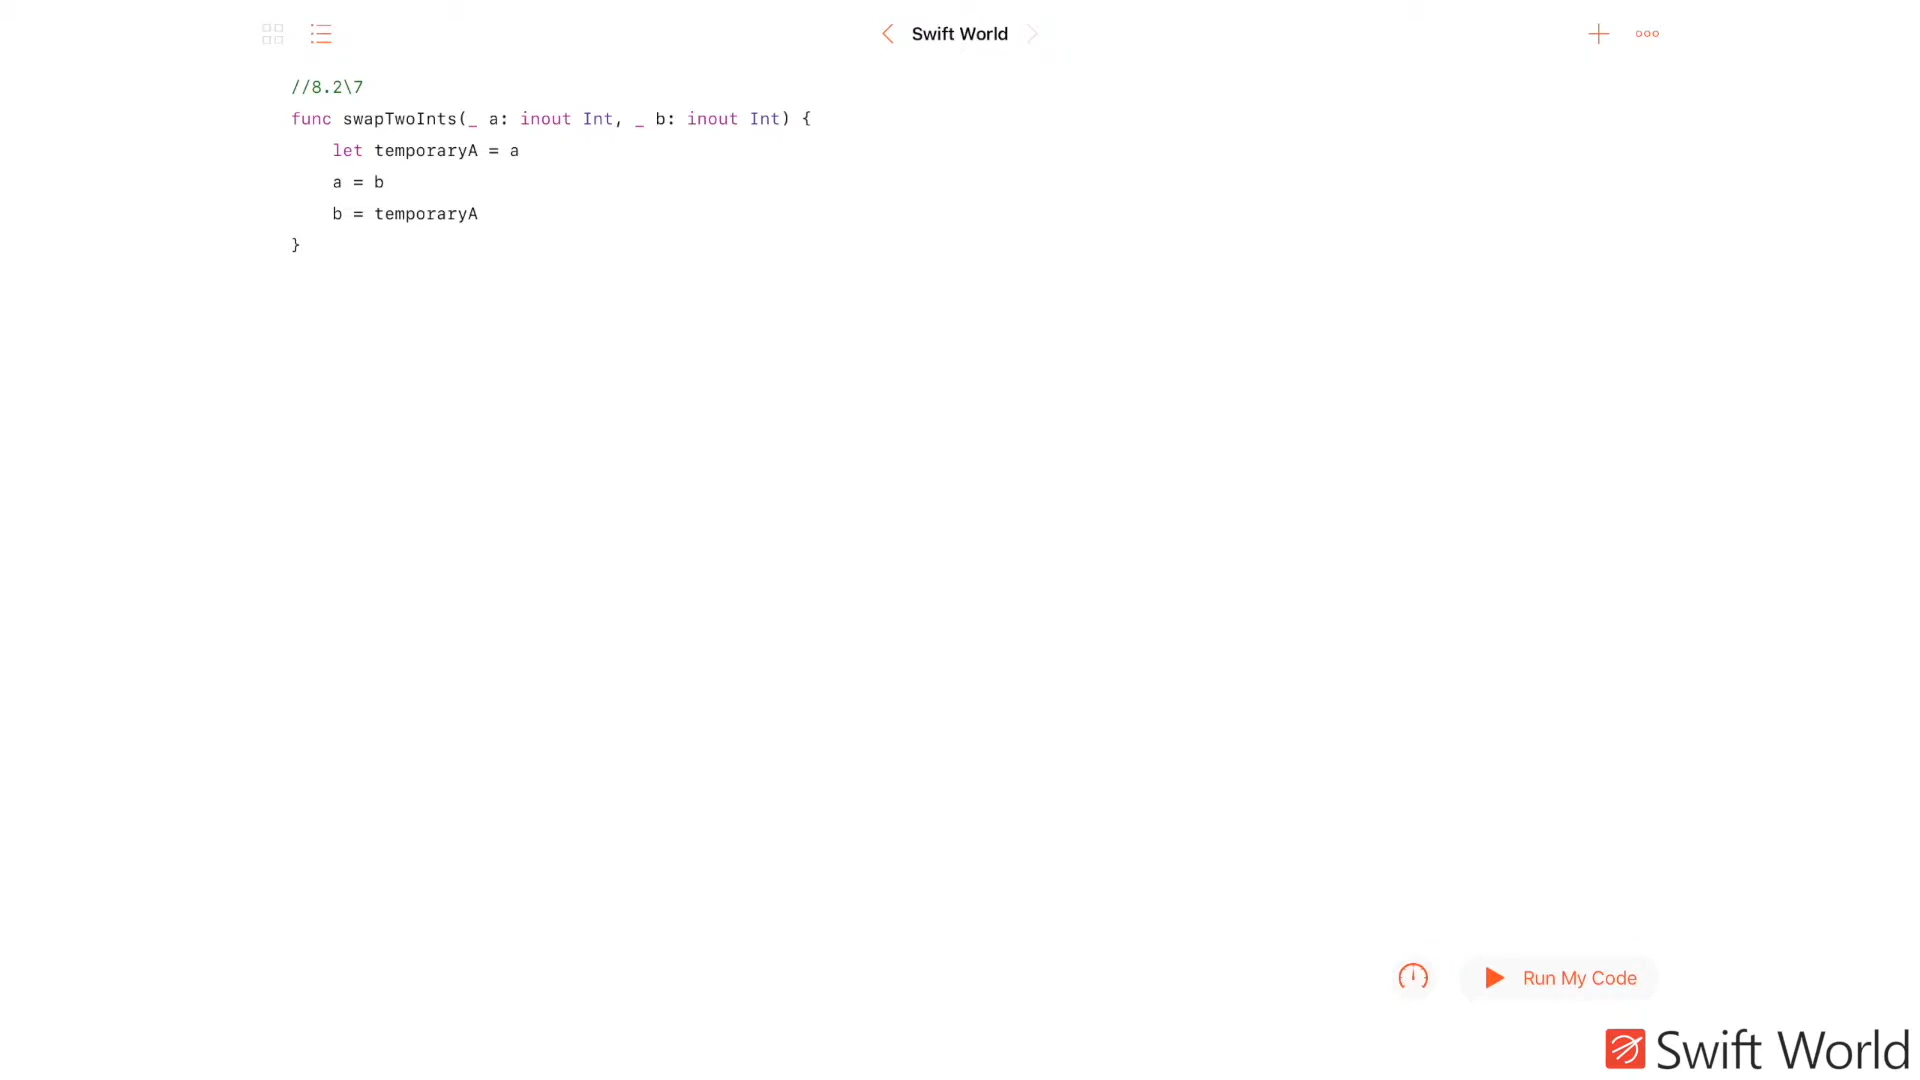 Swift World
//8.2\7
func swapTwoInts(_ a: inout Int, _ b: inout Int) {
    let temporaryA = a
    a = b
    b = temporaryA
}
Run My Code
Swift World